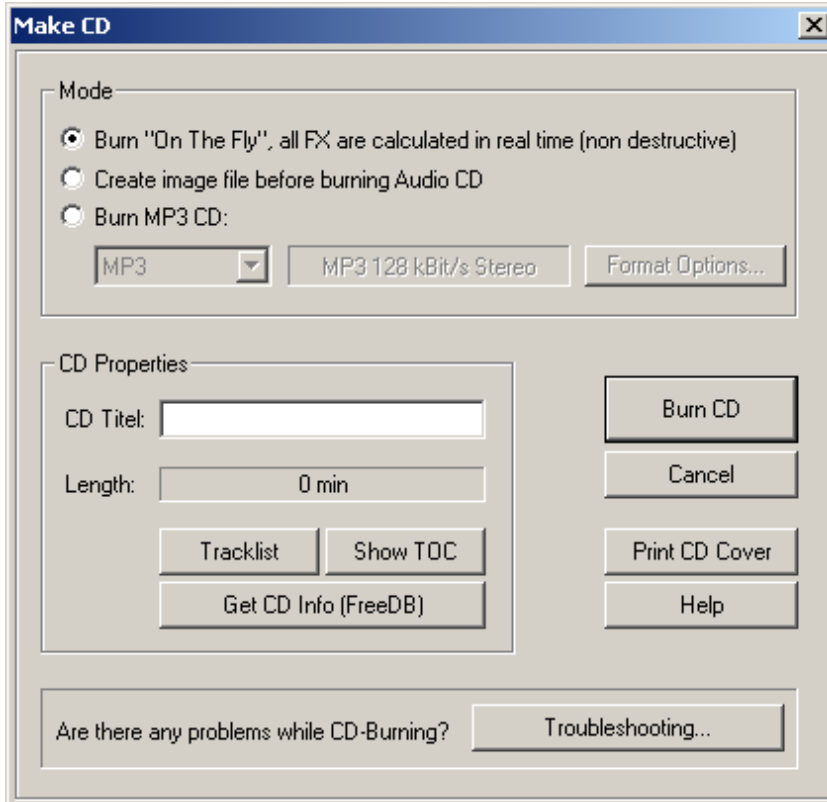 Make CD
Mode
Burn "On The Fly", all FX are calculated in real time (non destructive)
Create image file before burning Audio CD
Burn MP3 CD:
MP3 MP3 128 kBit/s Stereo Format Options...
CD Properties
CD Titel:
Burn CD
Length: 0 min
Cancel
Tracklist Show TOC
Print CD Cover
Get CD Info (FreeDB)
Help
Are there any problems while CD-Burning? Troubleshooting...